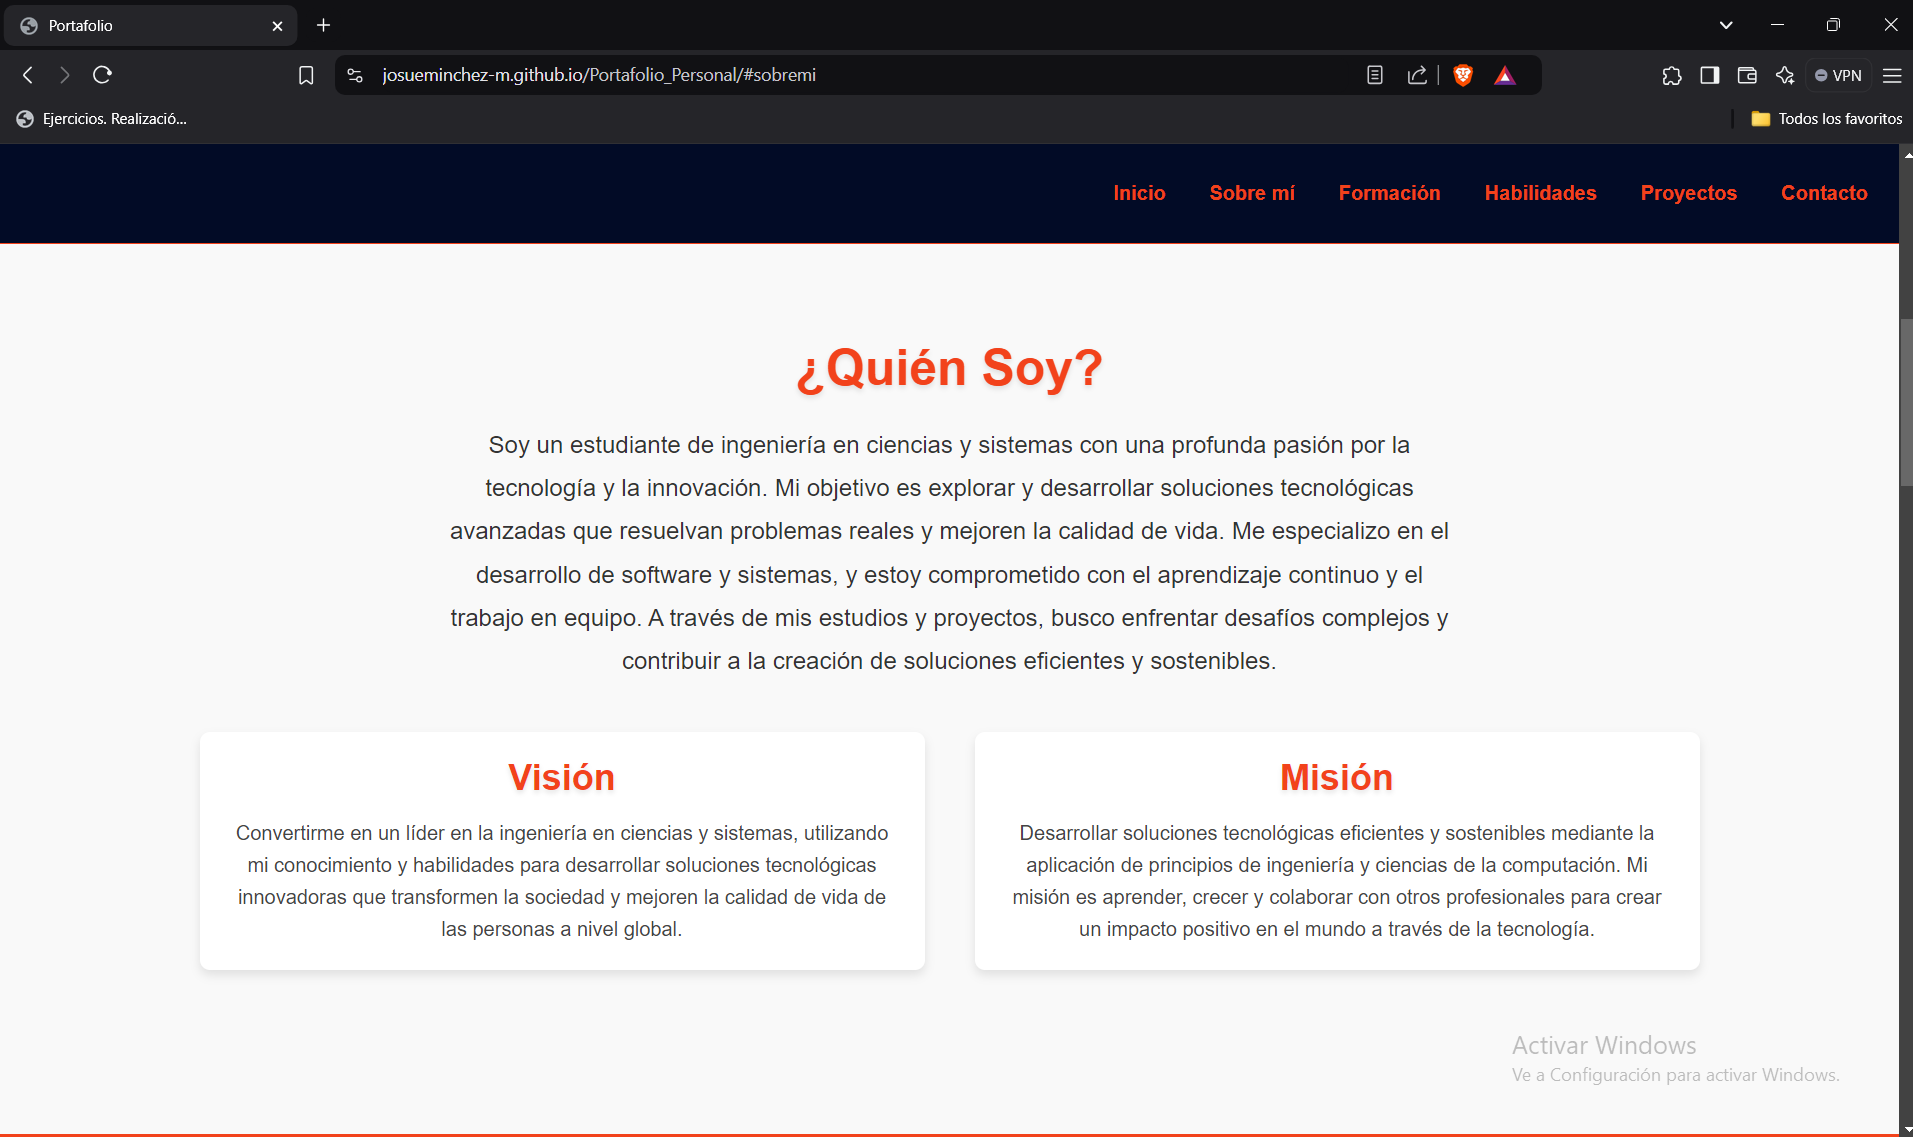 Portafolio
josueminchez-m.github.io/Portafolio_Personal/#sobremi
VPN
Ejercicios. Realizació...
Todos los favoritos
Inicio Sobre mí Formación Habilidades Proyectos Contacto
¿Quién Soy?
Soy un estudiante de ingeniería en ciencias y sistemas con una profunda pasión por la
tecnología y la innovación. Mi objetivo es explorar y desarrollar soluciones tecnológicas
avanzadas que resuelvan problemas reales y mejoren la calidad de vida. Me especializo en el
desarrollo de software y sistemas, y estoy comprometido con el aprendizaje continuo y el
trabajo en equipo. A través de mis estudios y proyectos, busco enfrentar desafíos complejos y
contribuir a la creación de soluciones eficientes y sostenibles.
Visión
Convertirme en un líder en la ingeniería en ciencias y sistemas, utilizando
mi conocimiento y habilidades para desarrollar soluciones tecnológicas
innovadoras que transformen la sociedad y mejoren la calidad de vida de
las personas a nivel global.
Misión
Desarrollar soluciones tecnológicas eficientes y sostenibles mediante la
aplicación de principios de ingeniería y ciencias de la computación. Mi
misión es aprender, crecer y colaborar con otros profesionales para crear
un impacto positivo en el mundo a través de la tecnología.
Activar Windows
Ve a Configuración para activar Windows.